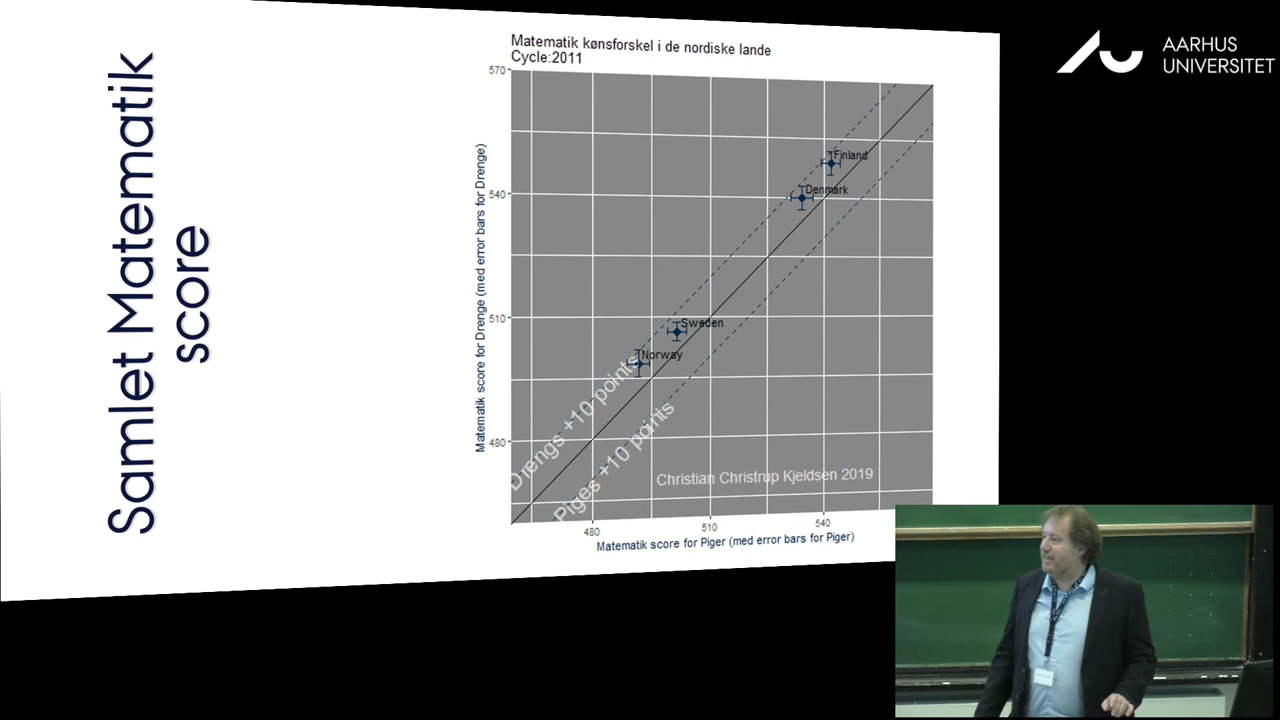 Samlet Matematik
score
Matematik kønsforskel i de nordiske lande
Cycle:2011
Matematik score for Drenge (med error bars for Drenge)
570
540
510
480
Finland
Denmark
Sweden
Norway
Drengs +10 points
Piges +10 points
Christian Christrup Kjeldsen 2019
480
510
540
Matematik score for Piger (med error bars for Piger)
AARHUS
UNIVERSITET